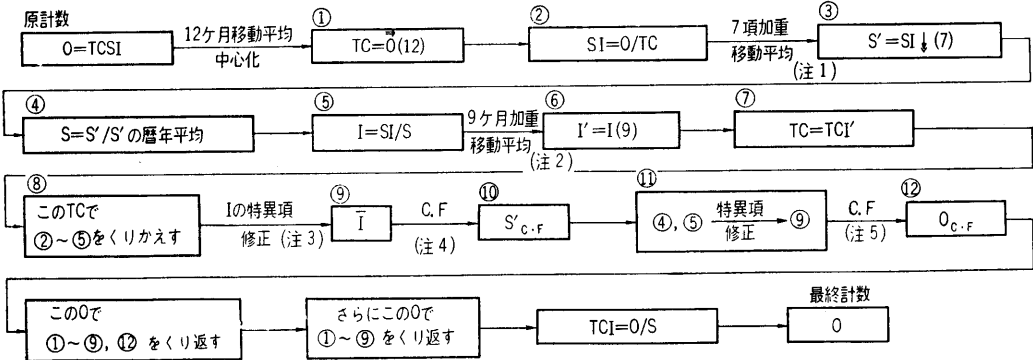 原計数
O=TCSI
12ケ月移動平均
中心化
①
TC=O(12)
②
SI=O/TC
7項加重
移動平均
(注1)
③
S′=SI↓(7)
④
S=S′/S′の暦年平均
⑤
I=SI/S
9ケ月加重
移動平均
(注2)
⑥
I′=I(9)
⑦
TC=TCI′
⑧
このTCで
②～⑤をくりかえす
Iの特異項
修正(注3)
⑨
I
C.F
(注4)
⑩
S′C・F
⑪
④,⑤ 特異項 ⑨
修正
C.F
(注5)
⑫
OC・F
このOで
①～⑨,⑫をくり返す
さらにこのOで
①～⑨をくり返す
TCI=O/S
最終計数
O